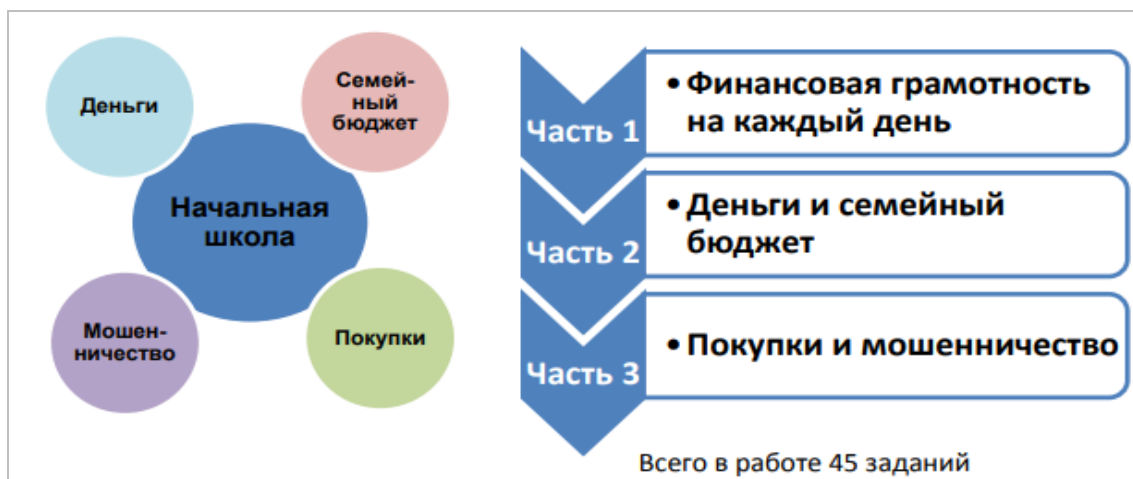 Деньги
Семей-
ный
бюджет
Начальная
школа
Мошен-
ничество
Покупки
Часть 1
• Финансовая грамотность
на каждый день
Часть 2
• Деньги и семейный
бюджет
Часть 3
• Покупки и мошенничество
Всего в работе 45 заданий